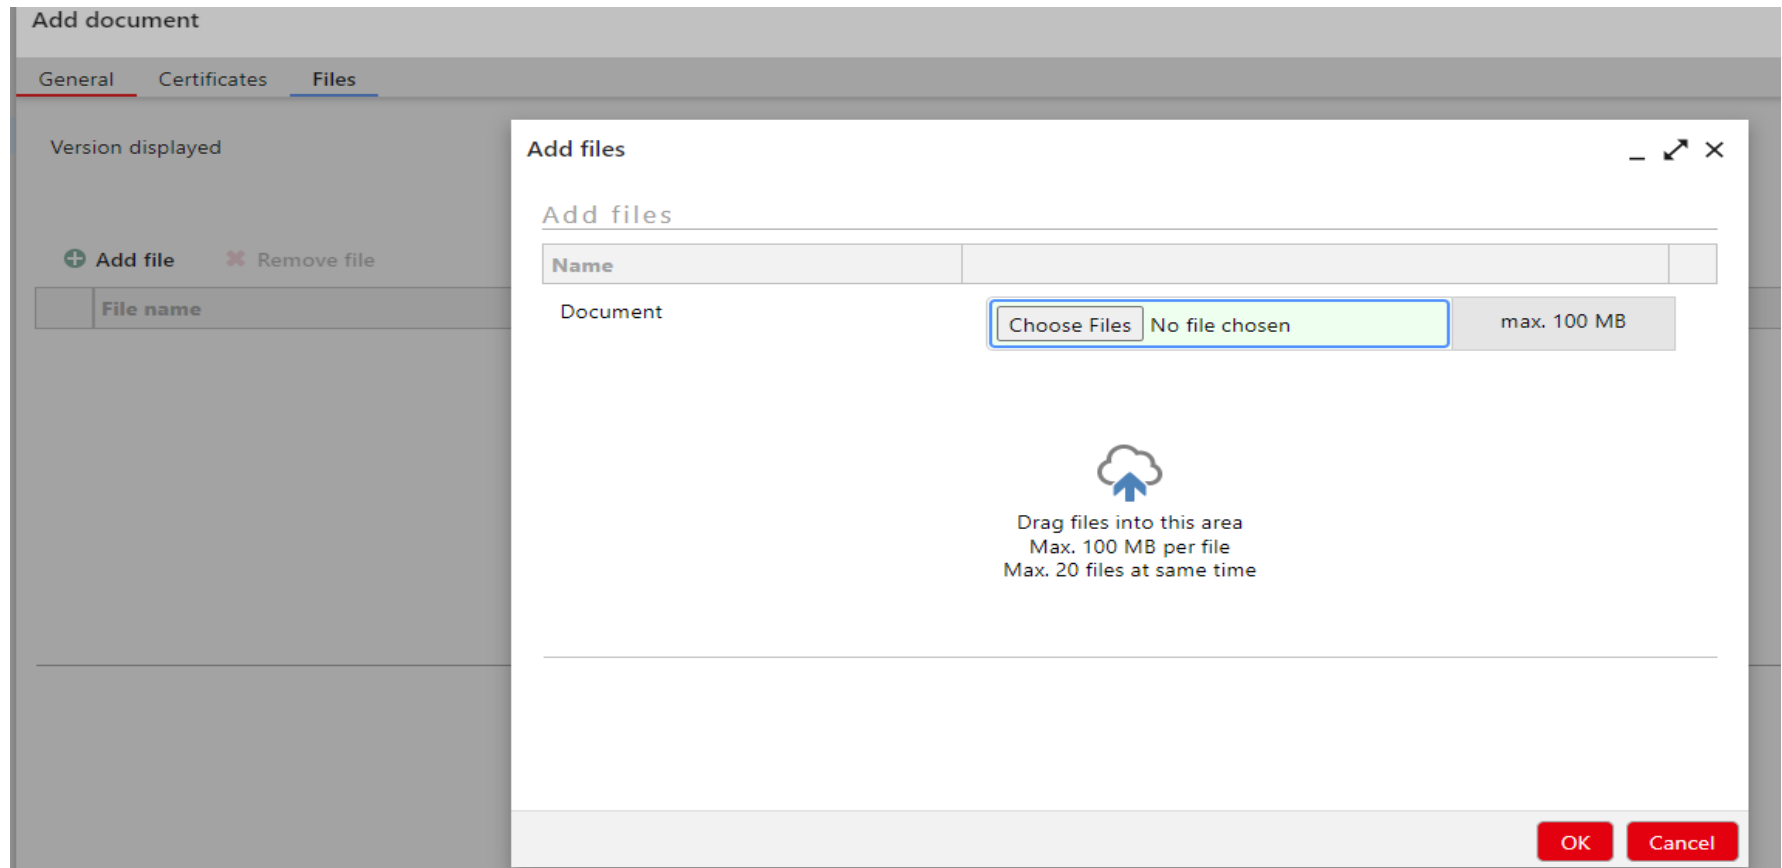 Add document
General Certificates Files
Version displayed
Add file Remove file
File name
Add files
Add files
Name
Document Choose Files No file chosen max. 100 MB
Drag files into this area
Max. 100 MB per file
Max. 20 files at same time
OK Cancel